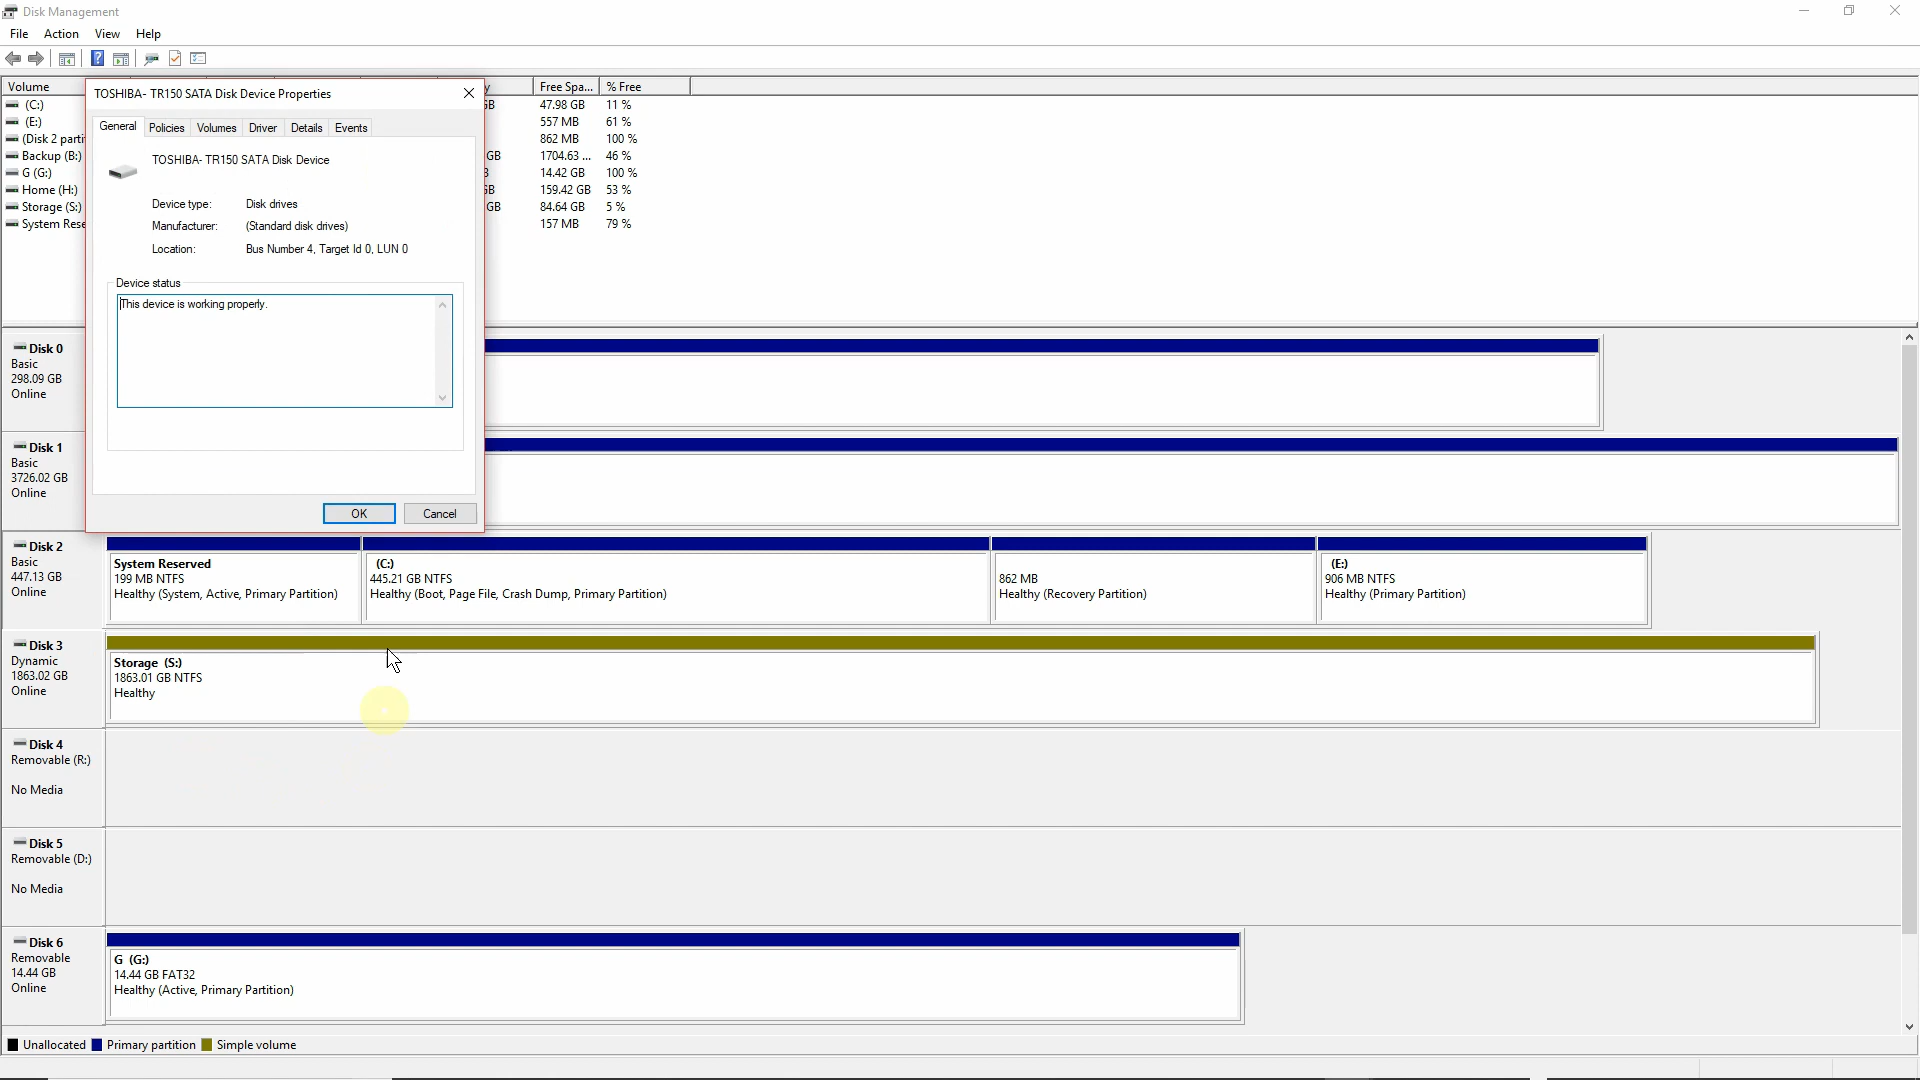 Disk Management
File Action View Help
Volume Free Spa... % Free
(C:) 47.98 GB 11 %
(E:) 557 MB 61 %
(Disk 2 parti 862 MB 100 %
Backup (B:) GB 1704.63 ... 46 %
G (G:) 14.42 GB 100 %
Home (H:) 159.42 GB 53 %
Storage (S:) GB 84.64 GB 5 %
System Rese 157 MB 79 %
TOSHIBA- TR150 SATA Disk Device Properties
General Policies Volumes Driver Details Events
TOSHIBA- TR150 SATA Disk Device
Device type: Disk drives
Manufacturer: (Standard disk drives)
Location: Bus Number 4, Target Id 0, LUN 0
Device status
This device is working properly.
OK Cancel
Disk 0
Basic
298.09 GB
Online
Disk 1
Basic
3726.02 GB
Online
Disk 2
Basic
447.13 GB
Online
System Reserved
199 MB NTFS
Healthy (System, Active, Primary Partition)
(C:)
445.21 GB NTFS
Healthy (Boot, Page File, Crash Dump, Primary Partition)
862 MB
Healthy (Recovery Partition)
(E:)
906 MB NTFS
Healthy (Primary Partition)
Disk 3
Dynamic
1863.02 GB
Online
Storage (S:)
1863.01 GB NTFS
Healthy
Disk 4
Removable (R:)
No Media
Disk 5
Removable (D:)
No Media
Disk 6
Removable
14.44 GB
Online
G (G:)
14.44 GB FAT32
Healthy (Active, Primary Partition)
Unallocated Primary partition Simple volume